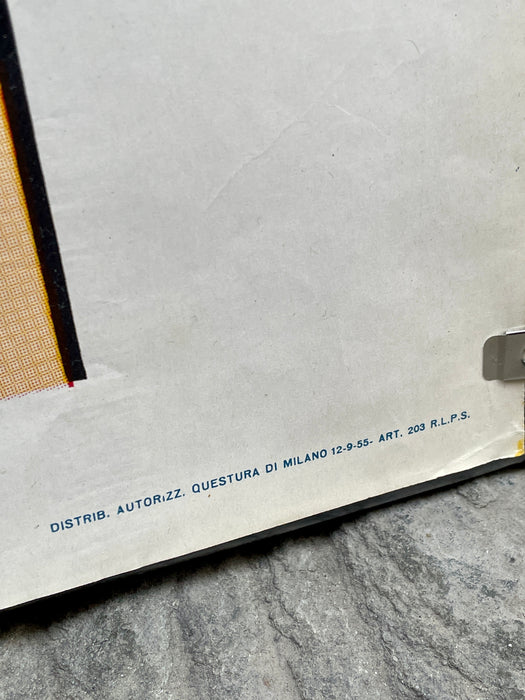 DISTRIB. AUTORIZZ. QUESTURA DI MILANO 12-9-55- ART. 203 R.L.P.S.